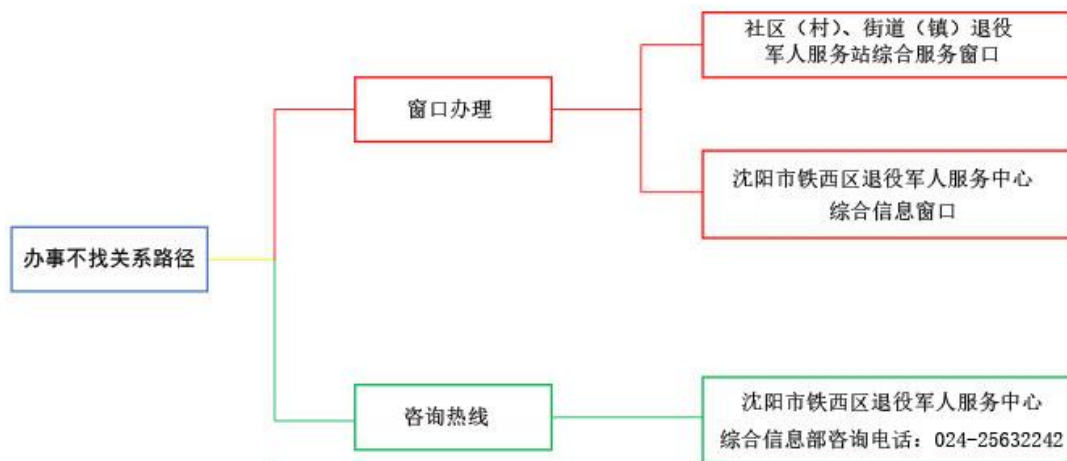 办事不找关系路径
窗口办理
社区（村）、街道（镇）退役
军人服务站综合服务窗口
沈阳市铁西区退役军人服务中心
综合信息窗口
咨询热线
沈阳市铁西区退役军人服务中心
综合信息部咨询电话：024-25632242